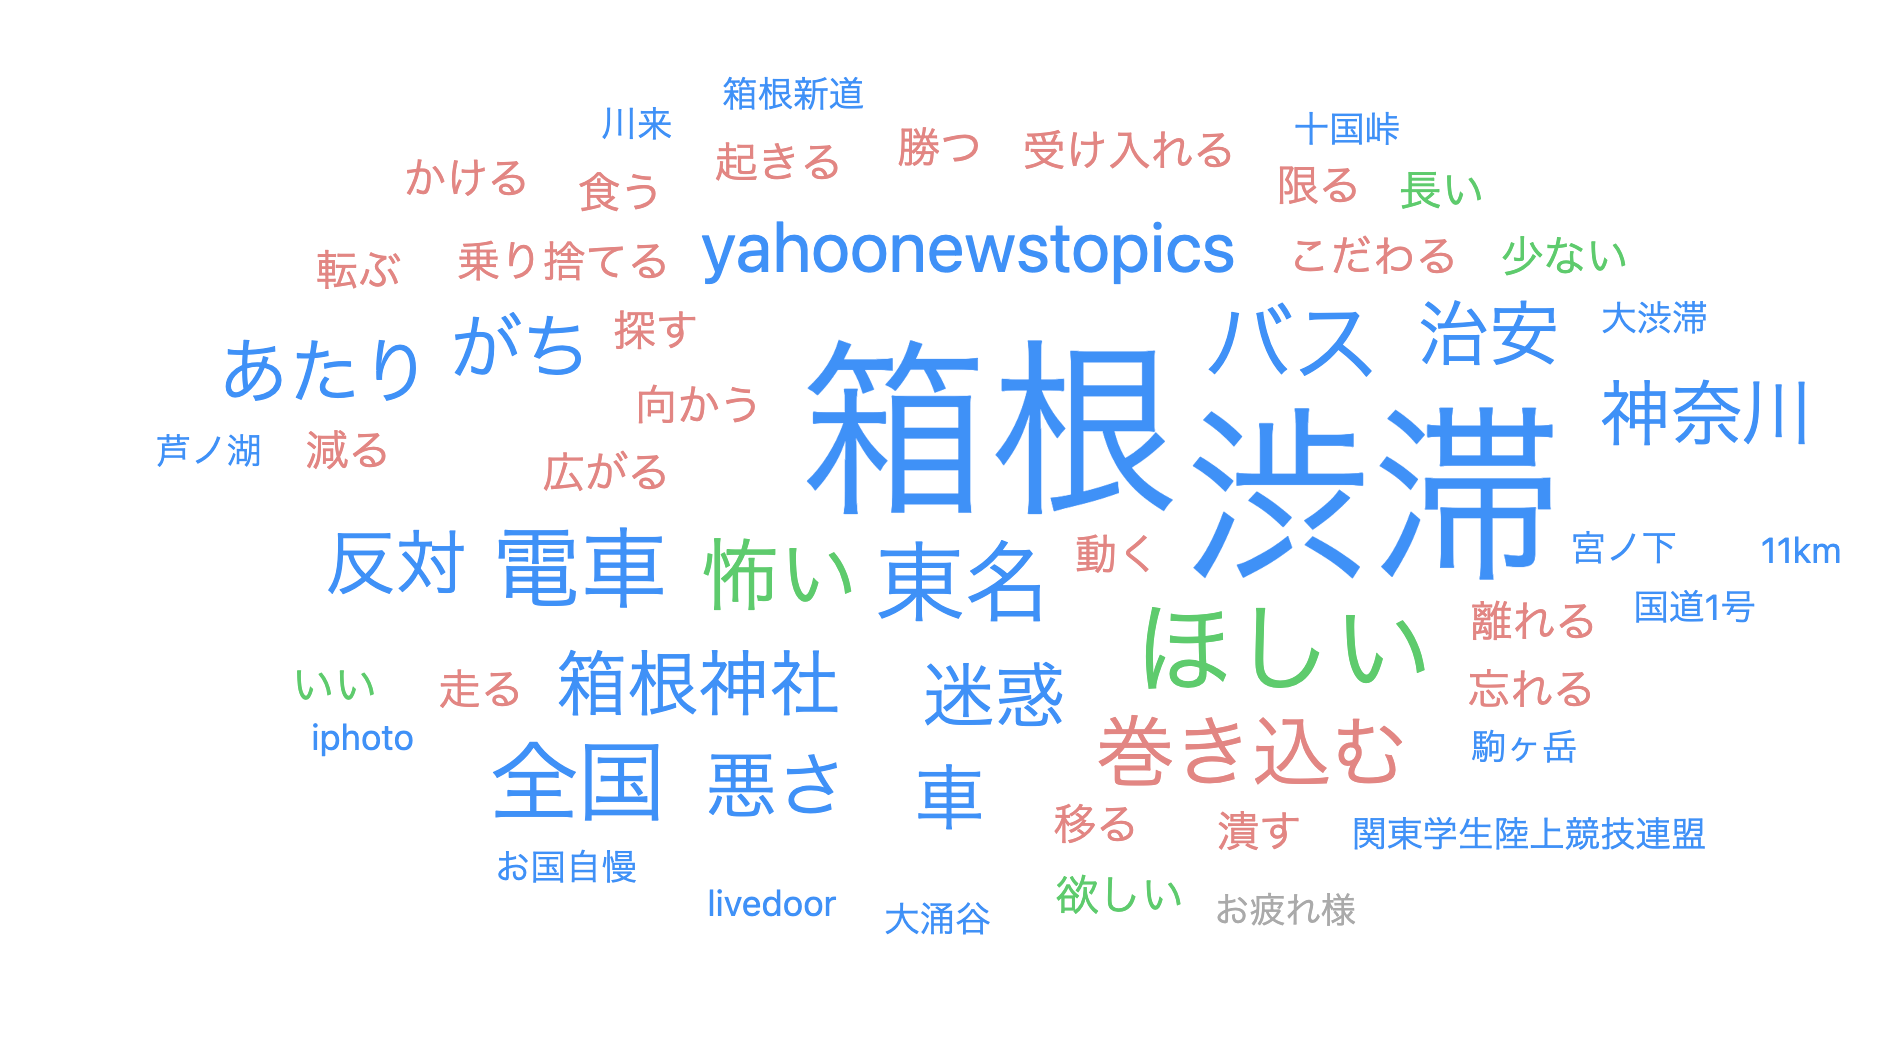 箱根新道
川来
十国峠
起きる
勝つ
受け入れる
かける
食う
限る
長い
転ぶ
乗り捨てる
yahoonewstopics
こだわる
少ない
あたり
がち
探す
箱根
バス
治安
大渋滞
向かう
渋滞
神奈川
芦ノ湖
減る
広がる
反対
電車
怖い
東名
動く
宮ノ下
11km
ほしい
離れる
国道1号
いい
走る
箱根神社
迷惑
忘れる
iphoto
巻き込む
駒ヶ岳
全国
悪さ
車
移る
潰す
関東学生陸上競技連盟
お国自慢
livedoor
大涌谷
欲しい
お疲れ様